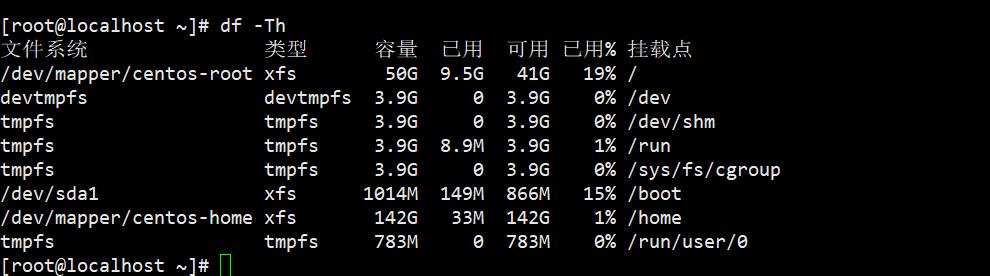 [root@localhost ~]# df -Th
文件系统 类型 容量 已用 可用 已用% 挂载点
/dev/mapper/centos-root xfs 50G 9.5G 41G 19% /
devtmpfs devtmpfs 3.9G 0 3.9G 0% /dev
tmpfs tmpfs 3.9G 0 3.9G 0% /dev/shm
tmpfs tmpfs 3.9G 8.9M 3.9G 1% /run
tmpfs tmpfs 3.9G 0 3.9G 0% /sys/fs/cgroup
/dev/sda1 xfs 1014M 149M 866M 15% /boot
/dev/mapper/centos-home xfs 142G 33M 142G 1% /home
tmpfs tmpfs 783M 0 783M 0% /run/user/0
[root@localhost ~]#